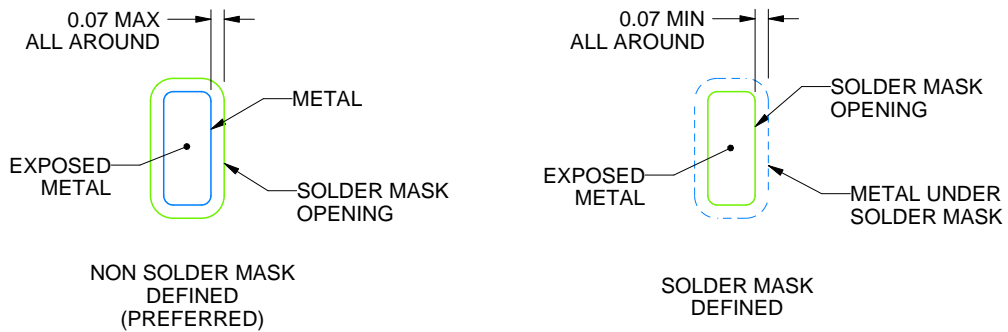 0.07 MAX
ALL AROUND
METAL
EXPOSED
METAL
SOLDER MASK
OPENING
NON SOLDER MASK
DEFINED
(PREFERRED)
0.07 MIN
ALL AROUND
SOLDER MASK
OPENING
EXPOSED
METAL
METAL UNDER
SOLDER MASK
SOLDER MASK
DEFINED